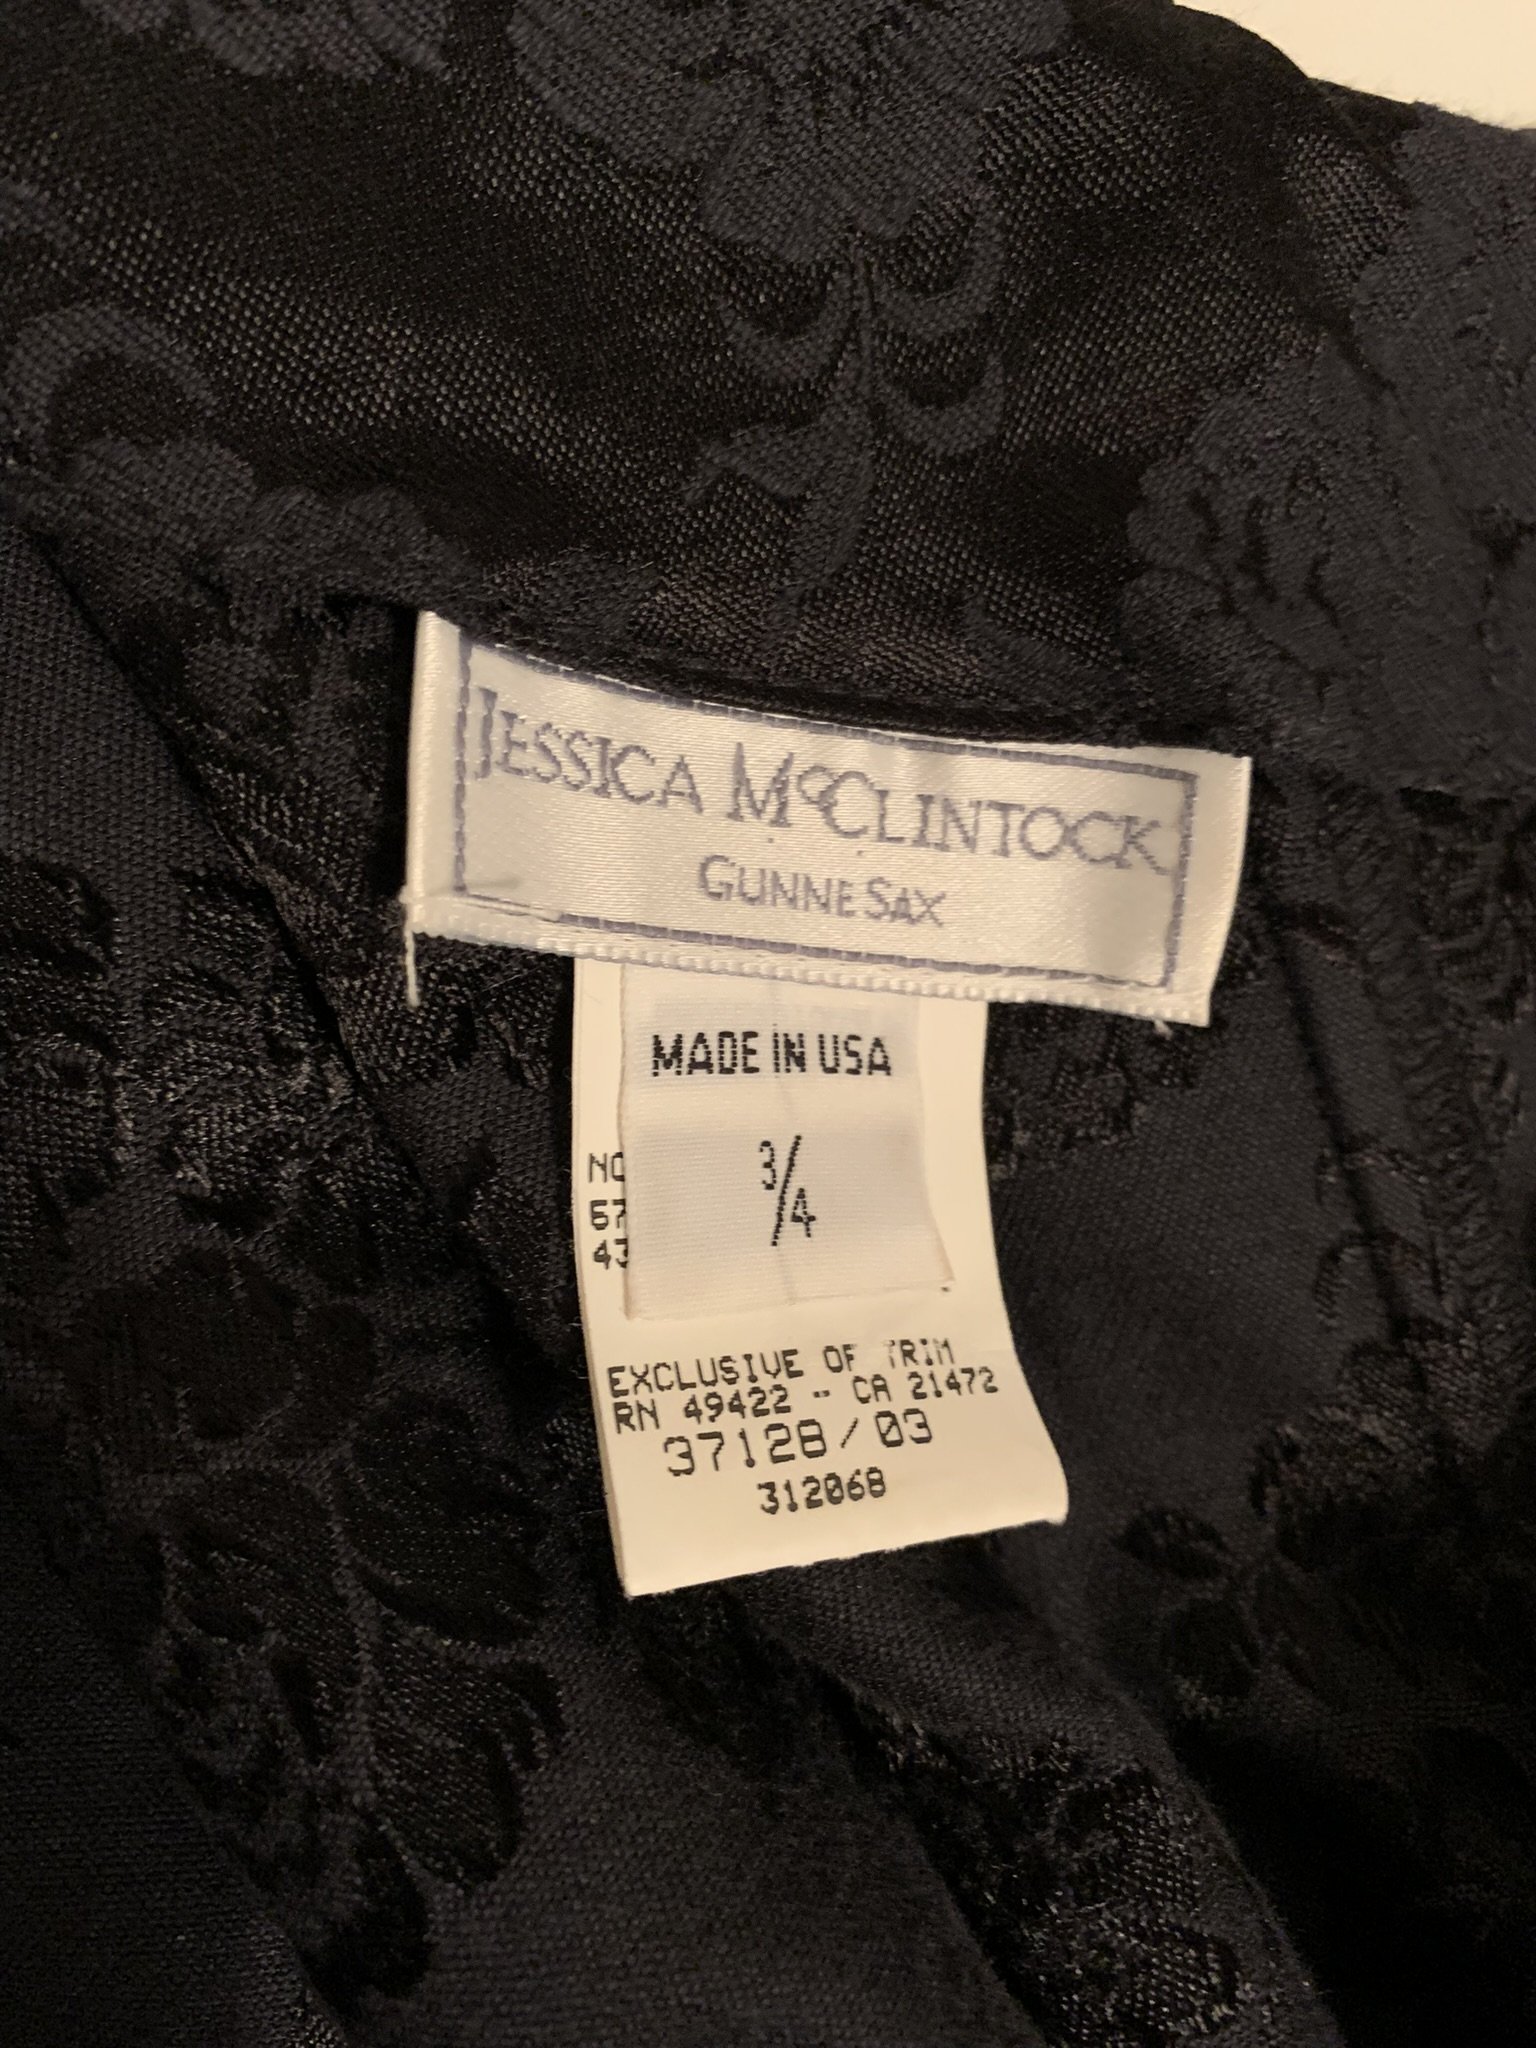 JESSICA McCLINTOCK
GUNNE SAX
MADE IN USA
3/4
EXCLUSIVE OF TRIM
RN 49422 -- CA 21472
37128/03
312068